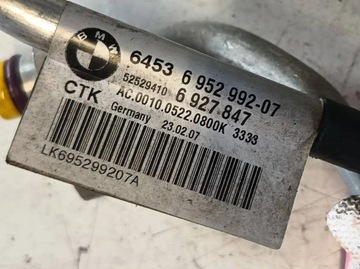 BMW
6453 6 952 992-07
52529410 6 927 847
CTK AC.0010.0522.0800K 3333
Germany 23.02.07
LK695299207A